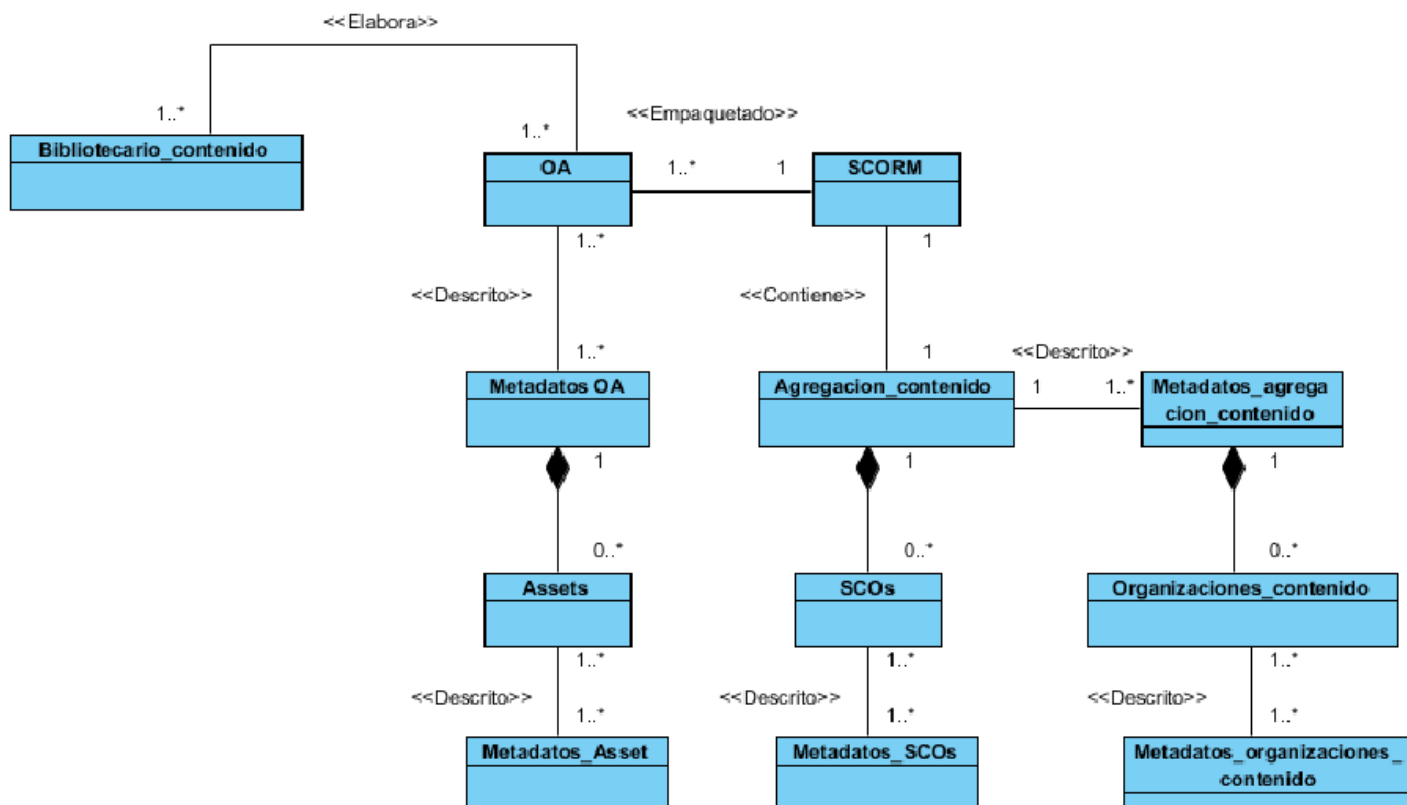 <<Elabora>>
1..*
Bibliotecario_contenido
1..*
<<Empaquetado>>
OA
1..*
1
SCORM
1..*
1
<<Descrito>>
<<Contiene>>
1..*
1
<<Descrito>>
Metadatos OA
Agregacion_contenido
1
1..*
Metadatos_agrega
cion_contenido
1
1
1
0..*
0..*
0..*
Assets
SCOs
Organizaciones_contenido
1..*
1..*
1..*
<<Descrito>>
<<Descrito>>
<<Descrito>>
1..*
1..*
1..*
Metadatos_Asset
Metadatos_SCOs
Metadatos_organizaciones_
contenido